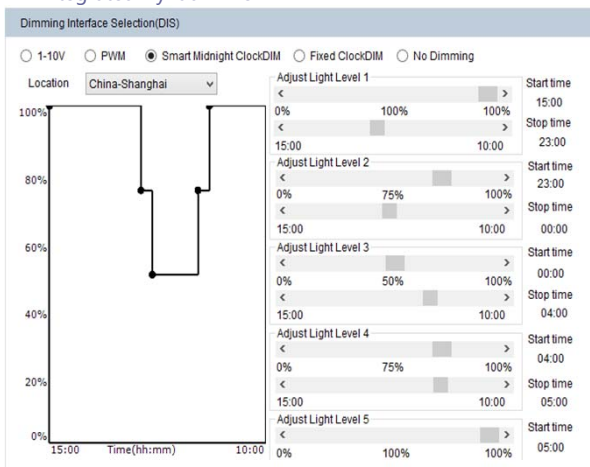 Dimming Interface Selection(DIS)
1-10V PWM Smart Midnight ClockDIM Fixed ClockDIM No Dimming
Location China-Shanghai
100%
80%
60%
40%
20%
0%
15:00 Time(hh:mm) 10:00
Adjust Light Level 1
0% 100% 100%
15:00 10:00
Start time
15:00
Stop time
23:00
Adjust Light Level 2
0% 75% 100%
15:00 10:00
Start time
23:00
Stop time
00:00
Adjust Light Level 3
0% 50% 100%
15:00 10:00
Start time
00:00
Stop time
04:00
Adjust Light Level 4
0% 75% 100%
15:00 10:00
Start time
04:00
Stop time
05:00
Adjust Light Level 5
0% 100% 100%
Start time
05:00